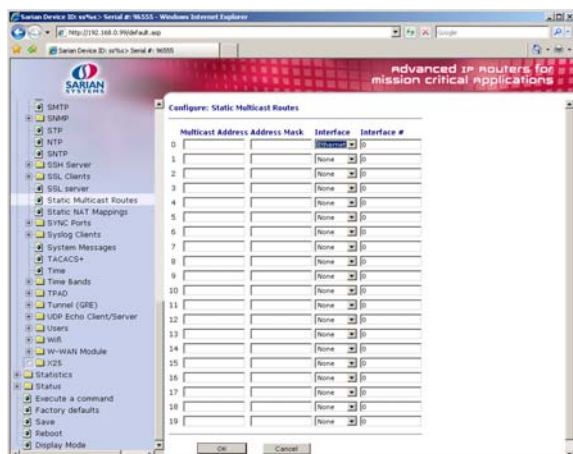 Sarian Device ID: ss%s> Serial #: 96555 - Windows Internet Explorer
http://192.168.0.99/default.asp
Google
Sarian Device ID: ss%s> Serial #: 96555
SARIAN
SYSTEMS
Advanced IP Routers for
mission critical applications
SMTP
SNMP
STP
NTP
SNTP
SSH Server
SSL Clients
SSL server
Static Multicast Routes
Static NAT Mappings
SYNC Ports
Syslog Clients
System Messages
TACACS+
Time
Time Bands
TPAD
Tunnel (GRE)
UDP Echo Client/Server
Users
Wifi
W-WAN Module
X25
Statistics
Status
Execute a command
Factory defaults
Save
Reboot
Display Mode
Configure: Static Multicast Routes
Multicast Address Address Mask Interface Interface #
0 Ethernet 0
1 None 0
2 None 0
3 None 0
4 None 0
5 None 0
6 None 0
7 None 0
8 None 0
9 None 0
10 None 0
11 None 0
12 None 0
13 None 0
14 None 0
15 None 0
16 None 0
17 None 0
18 None 0
19 None 0
OK Cancel